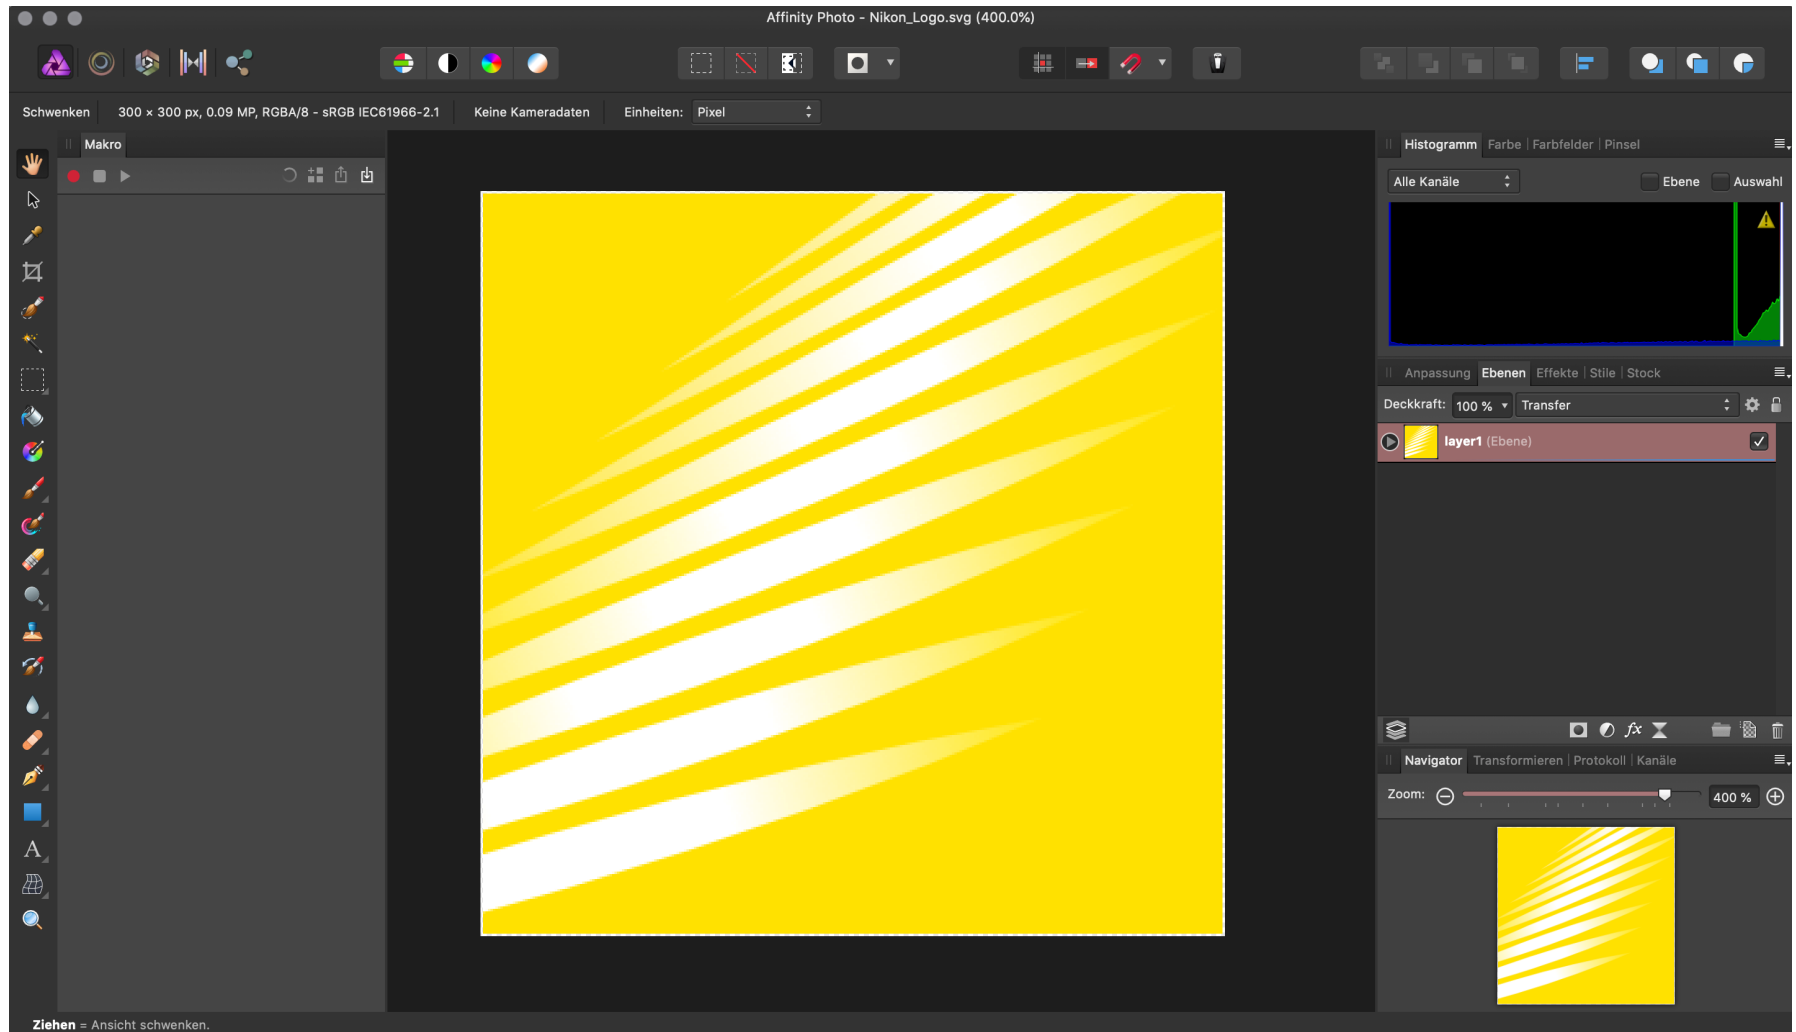 Affinity Photo - Nikon_Logo.svg (400.0%)
Schwenken 300 × 300 px, 0.09 MP, RGBA/8 - sRGB IEC61966-2.1 Keine Kameradaten Einheiten: Pixel
Makro
Histogramm Farbe Farbfelder Pinsel
Alle Kanäle Ebene Auswahl
Anpassung Ebenen Effekte Stile Stock
Deckkraft: 100 % Transfer
layer1 (Ebene)
fx
Navigator Transformieren Protokoll Kanäle
Zoom: 400 %
A
Ziehen = Ansicht schwenken.